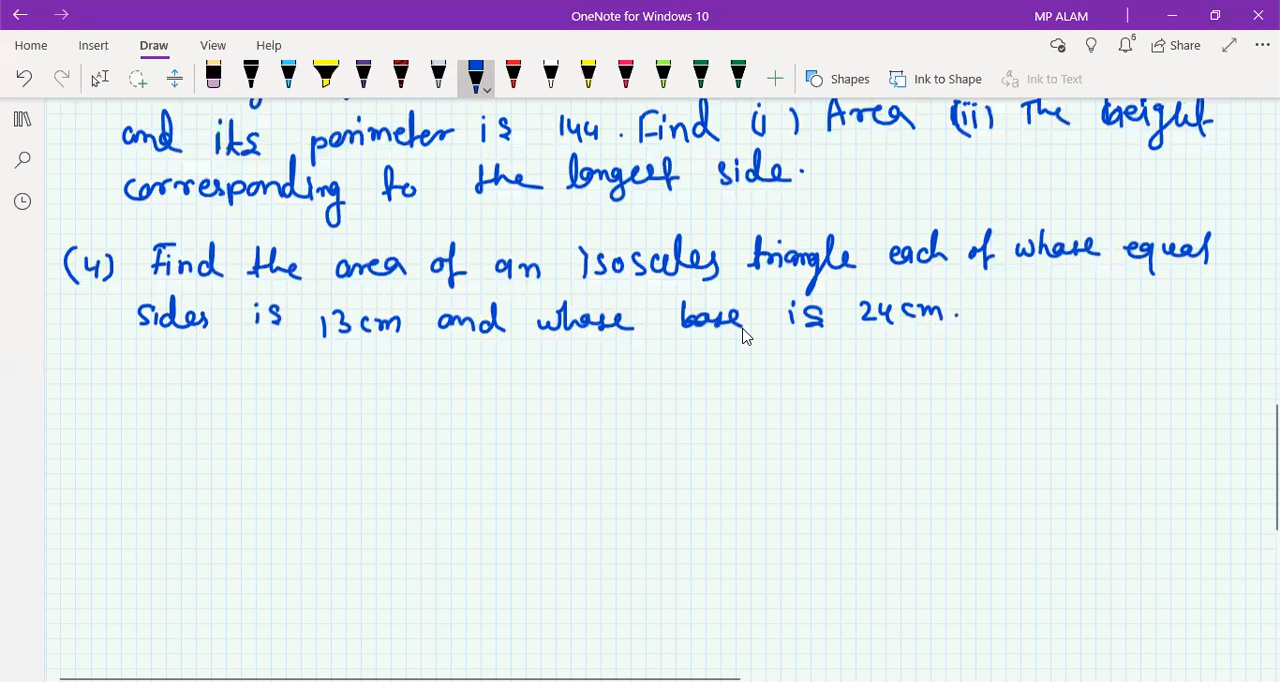 OneNote for Windows 10
MP ALAM
Home Insert Draw View Help
6
Share
Shapes Ink to Shape Ink to Text
and its perimeter is 144. Find (i) Area (ii) The height
corresponding to the longest side.
(4) Find the area of an Isosceles triangle each of whose equal
sides is 13cm and whose base is 24cm.